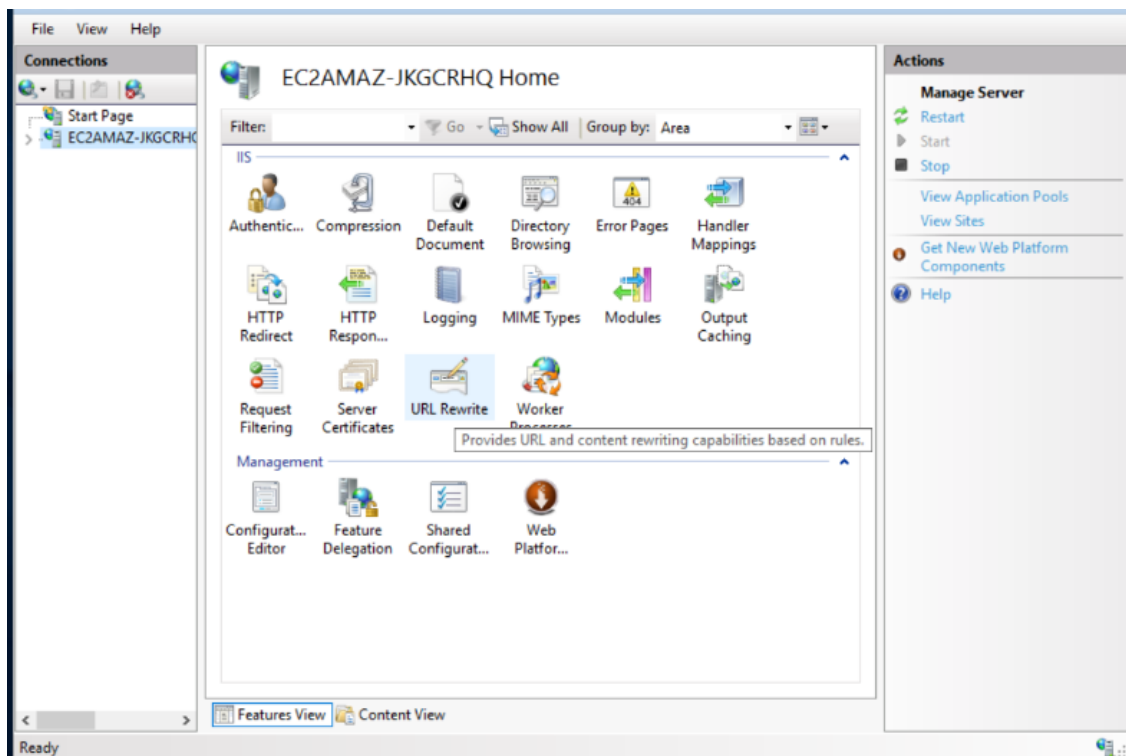 File View Help
Connections
Start Page
EC2AMAZ-JKGCRHQ
EC2AMAZ-JKGCRHQ Home
Filter: Go Show All Group by: Area
IIS
Authentic... Compression Default Document Directory Browsing Error Pages 404 Handler Mappings
HTTP Redirect HTTP Respon... Logging MIME Types Modules Output Caching
Request Filtering Server Certificates URL Rewrite Worker Processes
Provides URL and content rewriting capabilities based on rules.
Management
Configurat... Editor Feature Delegation Shared Configurat... Web Platfor...
Features View Content View
Actions
Manage Server
Restart
Start
Stop
View Application Pools
View Sites
Get New Web Platform
Components
Help
Ready